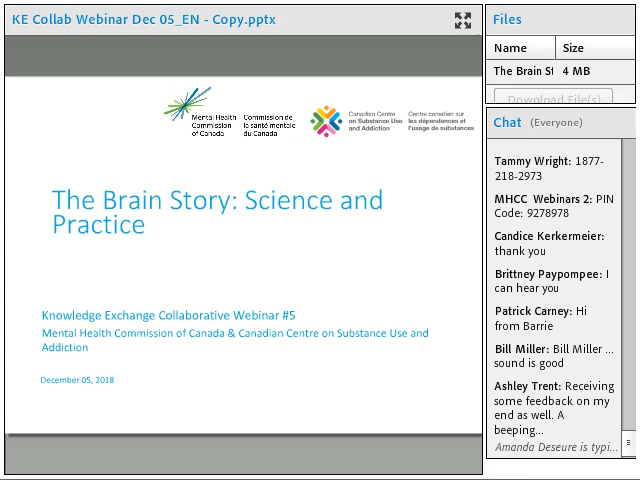 KE Collab Webinar Dec 05_EN - Copy.pptx
Mental Health
Commission
of Canada
Commission de
la santé mentale
du Canada
Canadian Centre
on Substance Use
and Addiction
Centre canadien sur
les dépendances et
l'usage de substances
The Brain Story: Science and
Practice
Knowledge Exchange Collaborative Webinar #5
Mental Health Commission of Canada & Canadian Centre on Substance Use and
Addiction
December 05, 2018
Files
Name Size
The Brain St 4 MB
Download File(s)
Chat (Everyone)
Tammy Wright: 1877-
218-2973
MHCC Webinars 2: PIN
Code: 9278978
Candice Kerkermeier:
thank you
Brittney Paypompee: I
can hear you
Patrick Carney: Hi
from Barrie
Bill Miller: Bill Miller ...
sound is good
Ashley Trent: Receiving
some feedback on my
end as well. A
beeping...
Amanda Deseure is typi...